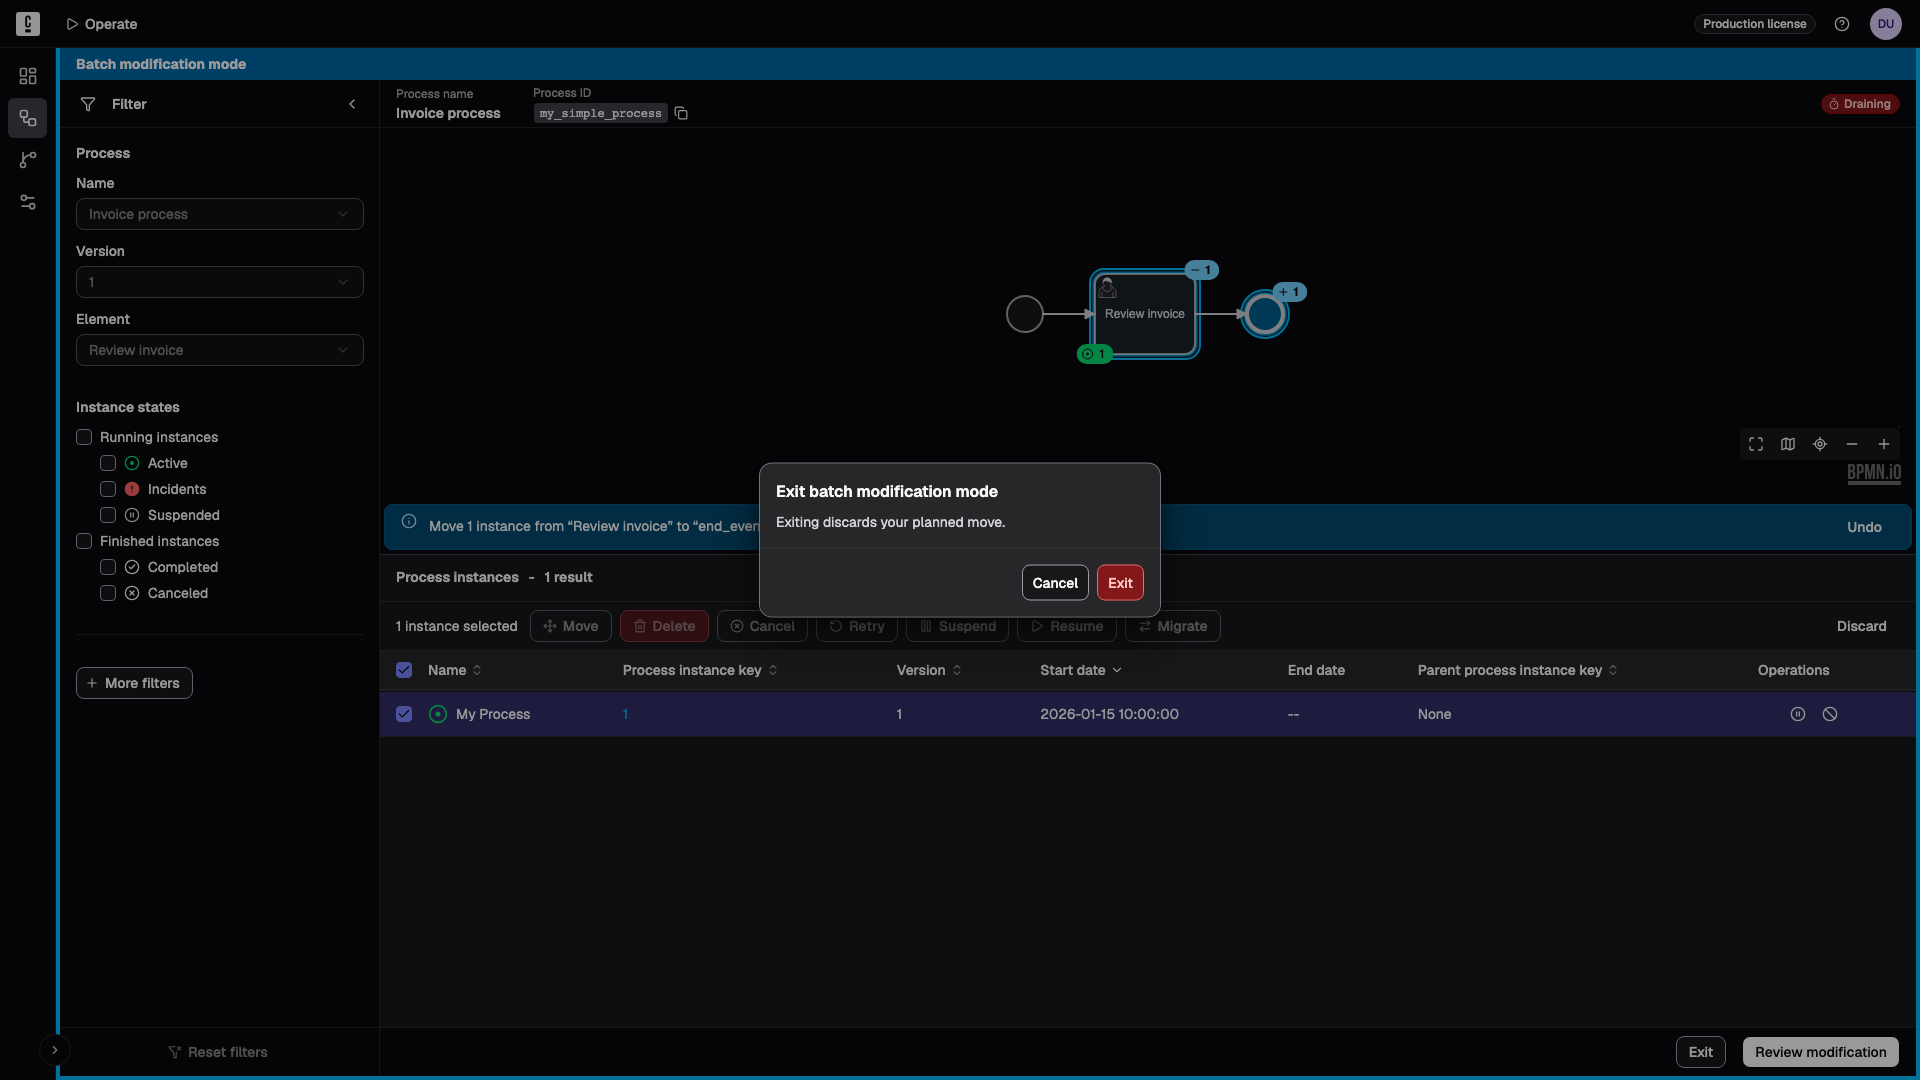 Operate
Production license
DU
Batch modification mode
Filter
Process name
Invoice process
Process ID
my_simple_process
Draining
Process
Name
Invoice process
Version
1
Element
Review invoice
Instance states
Running instances
Active
Incidents
Suspended
Finished instances
Completed
Canceled
More filters
Reset filters
− 1
Review invoice
+ 1
1
BPMN.iO
Move 1 instance from “Review invoice” to “end_even
Undo
Exit batch modification mode
Exiting discards your planned move.
Cancel
Exit
Process instances - 1 result
1 instance selected
Move
Delete
Cancel
Retry
Suspend
Resume
Migrate
Discard
Name
Process instance key
Version
Start date
End date
Parent process instance key
Operations
My Process
1
1
2026-01-15 10:00:00
--
None
Exit
Review modification